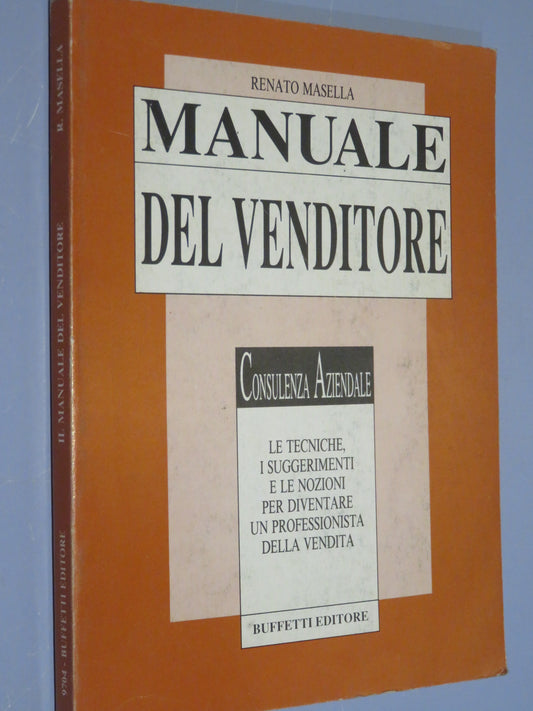 RENATO MASELLA
MANUALE
DEL VENDITORE
CONSULENZA AZIENDALE
LE TECNICHE,
I SUGGERIMENTI
E LE NOZIONI
PER DIVENTARE
UN PROFESSIONISTA
DELLA VENDITA
BUFFETTI EDITORE
9704 - BUFFETTI EDITORE IL MANUALE DEL VENDITORE R. MASELLA